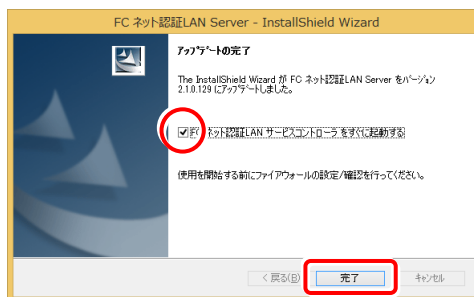 FC ネット認証LAN Server - InstallShield Wizard
アップデートの完了
The InstallShield Wizard が FC ネット認証LAN Server をバージョン
2.1.0.129 にアップデートしました。
FC ネット認証LAN サービスコントローラ をすぐに起動する
(使用を開始する前にファイアウォールの設定/確認を行ってください。
< 戻る(B)
完了
キャンセル